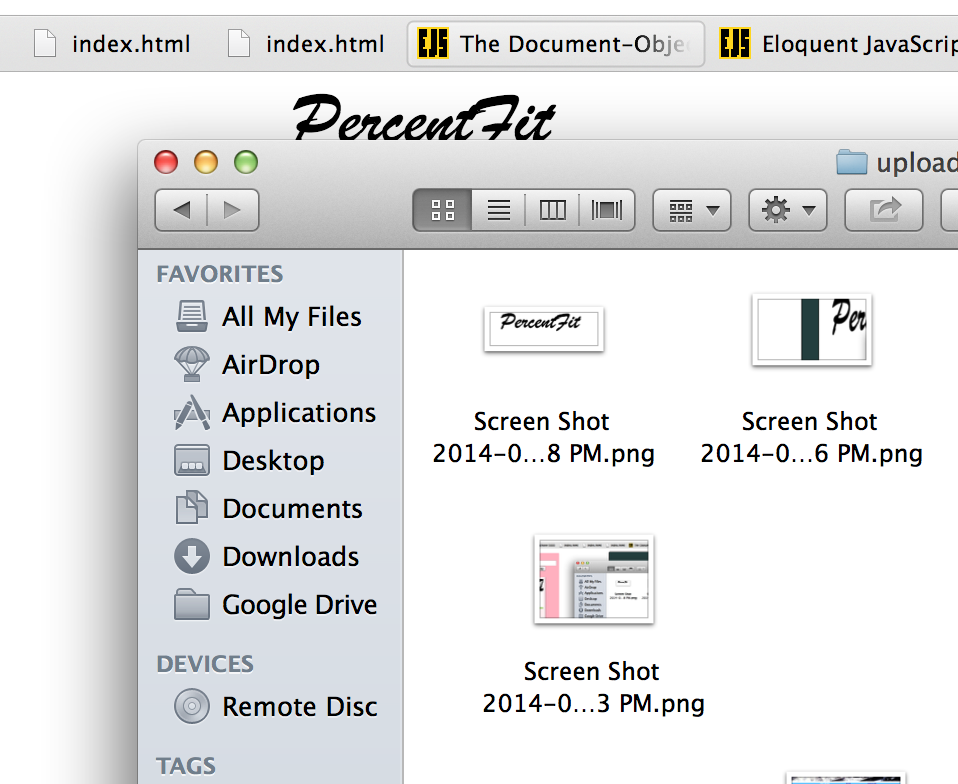 index.html
index.html
EJS
The Document-Obje
EJS
Eloquent JavaScrip
PercentFit
upload
FAVORITES
All My Files
AirDrop
Applications
Desktop
Documents
Downloads
Google Drive
DEVICES
Remote Disc
TAGS
PercentFit
Per
Screen Shot
2014-0...8 PM.png
Screen Shot
2014-0...6 PM.png
Screen Shot
2014-0...3 PM.png